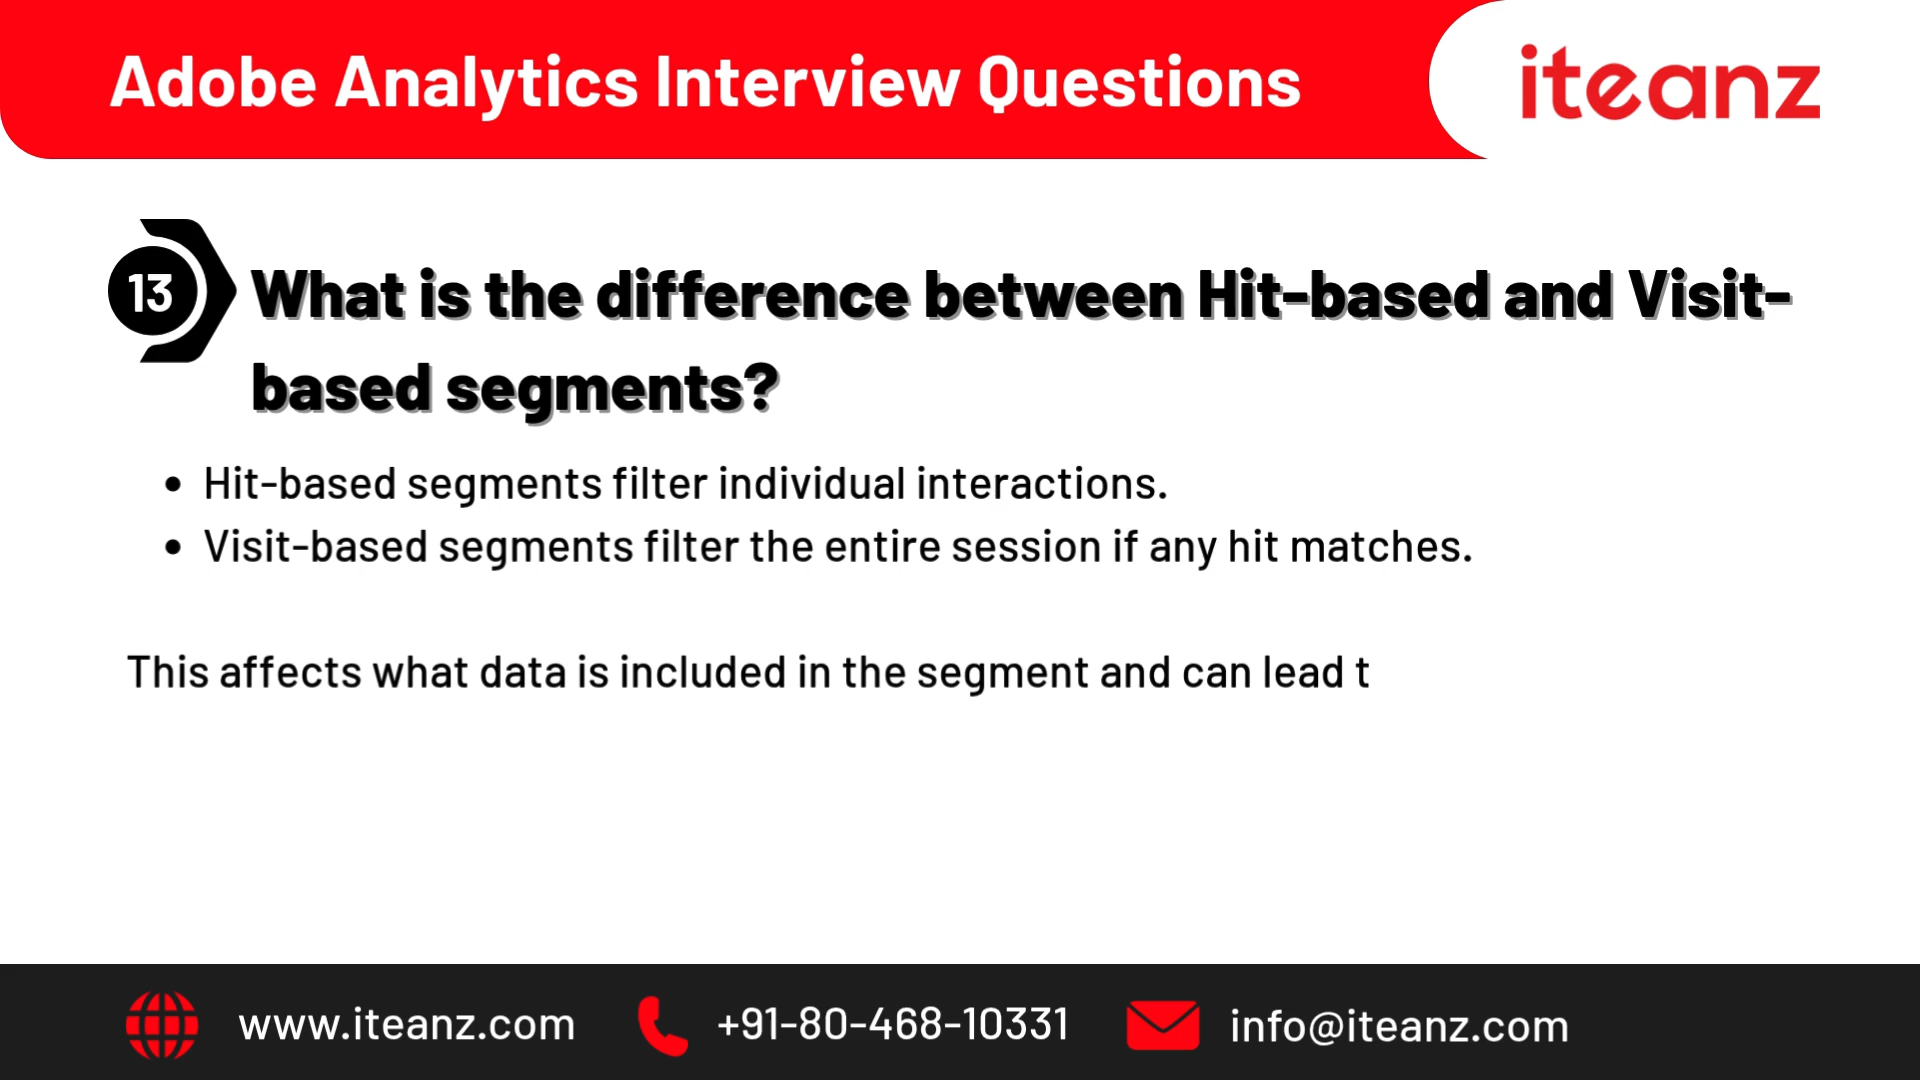 Adobe Analytics Interview Questions
iteanz
13
What is the difference between Hit-based and Visit-
based segments?
• Hit-based segments filter individual interactions.
• Visit-based segments filter the entire session if any hit matches.
This affects what data is included in the segment and can lead t
www.iteanz.com
+91-80-468-10331
info@iteanz.com